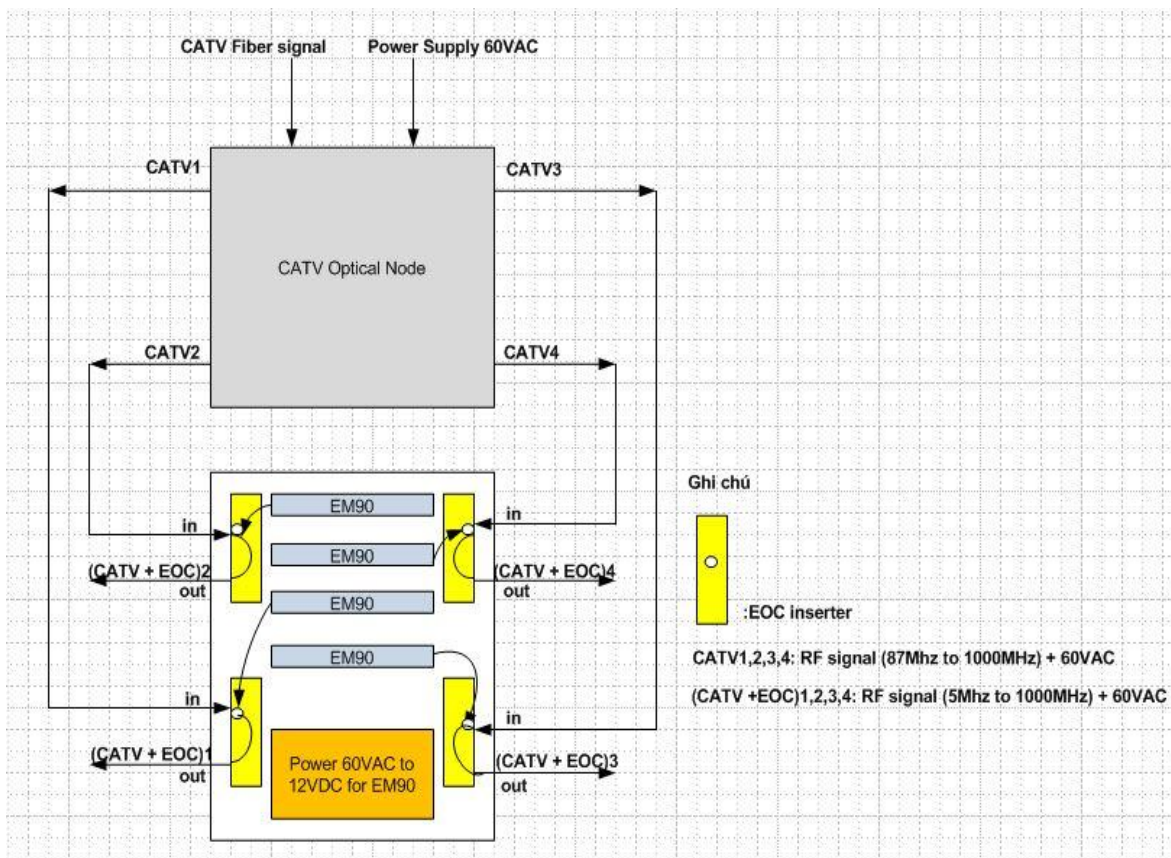 CATV Fiber signal
Power Supply 60VAC
CATV1
CATV3
CATV Optical Node
CATV2
CATV4
EM90
in
in
EM90
(CATV + EOC)2
out
(CATV + EOC)4
out
EM90
EM90
in
in
(CATV + EOC)1
out
Power 60VAC to
12VDC for EM90
(CATV + EOC)3
out
Ghi chú
:EOC inserter
CATV1,2,3,4: RF signal (87Mhz to 1000MHz) + 60VAC
(CATV +EOC)1,2,3,4: RF signal (5Mhz to 1000MHz) + 60VAC